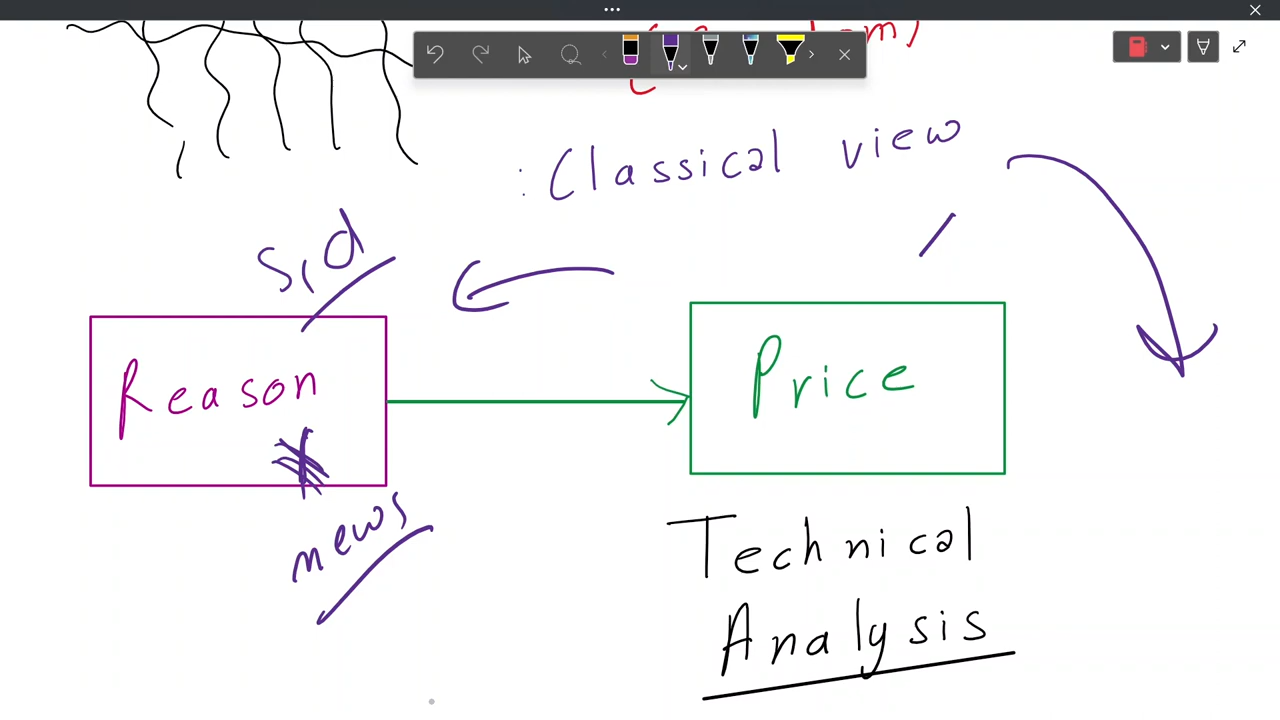 : Classical view
S, d
Reason
Price
news
Technical
Analysis